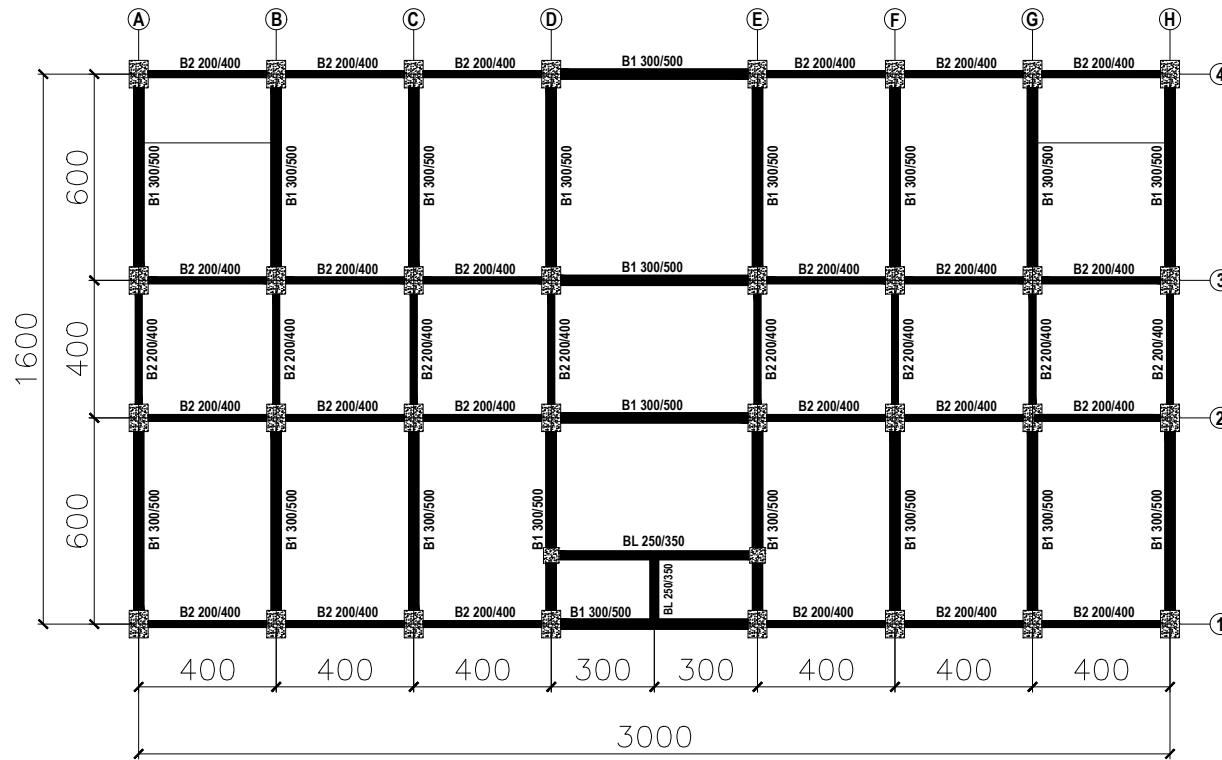 A B C D E F G H
B2 200/400 B2 200/400 B2 200/400 B1 300/500 B2 200/400 B2 200/400 B2 200/400
4
600
B1 300/500 B1 300/500 B1 300/500 B1 300/500 B1 300/500 B1 300/500 B1 300/500 B1 300/500
B2 200/400 B2 200/400 B2 200/400 B1 300/500 B2 200/400 B2 200/400 B2 200/400
3
1600
400
B2 200/400 B2 200/400 B2 200/400 B2 200/400 B2 200/400 B2 200/400 B2 200/400 B2 200/400
B2 200/400 B2 200/400 B2 200/400 B1 300/500 B2 200/400 B2 200/400 B2 200/400
2
600
B1 300/500 B1 300/500 B1 300/500 B1 300/500 B1 300/500 B1 300/500 B1 300/500 B1 300/500
BL 250/350
BL 250/350
B2 200/400 B2 200/400 B2 200/400 B1 300/500 B2 200/400 B2 200/400 B2 200/400
1
400 400 400 300 300 400 400 400
3000